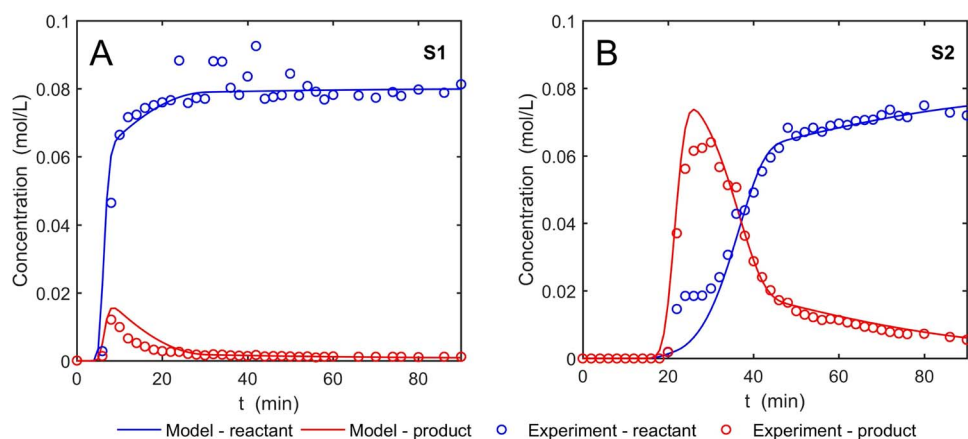 A
S1
Concentration (mol/L)
0.1
0.08
0.06
0.04
0.02
0
0 20 40 60 80
t (min)
B
S2
Concentration (mol/L)
0.1
0.08
0.06
0.04
0.02
0
0 20 40 60 80
t (min)
Model - reactant Model - product Experiment - reactant Experiment - product